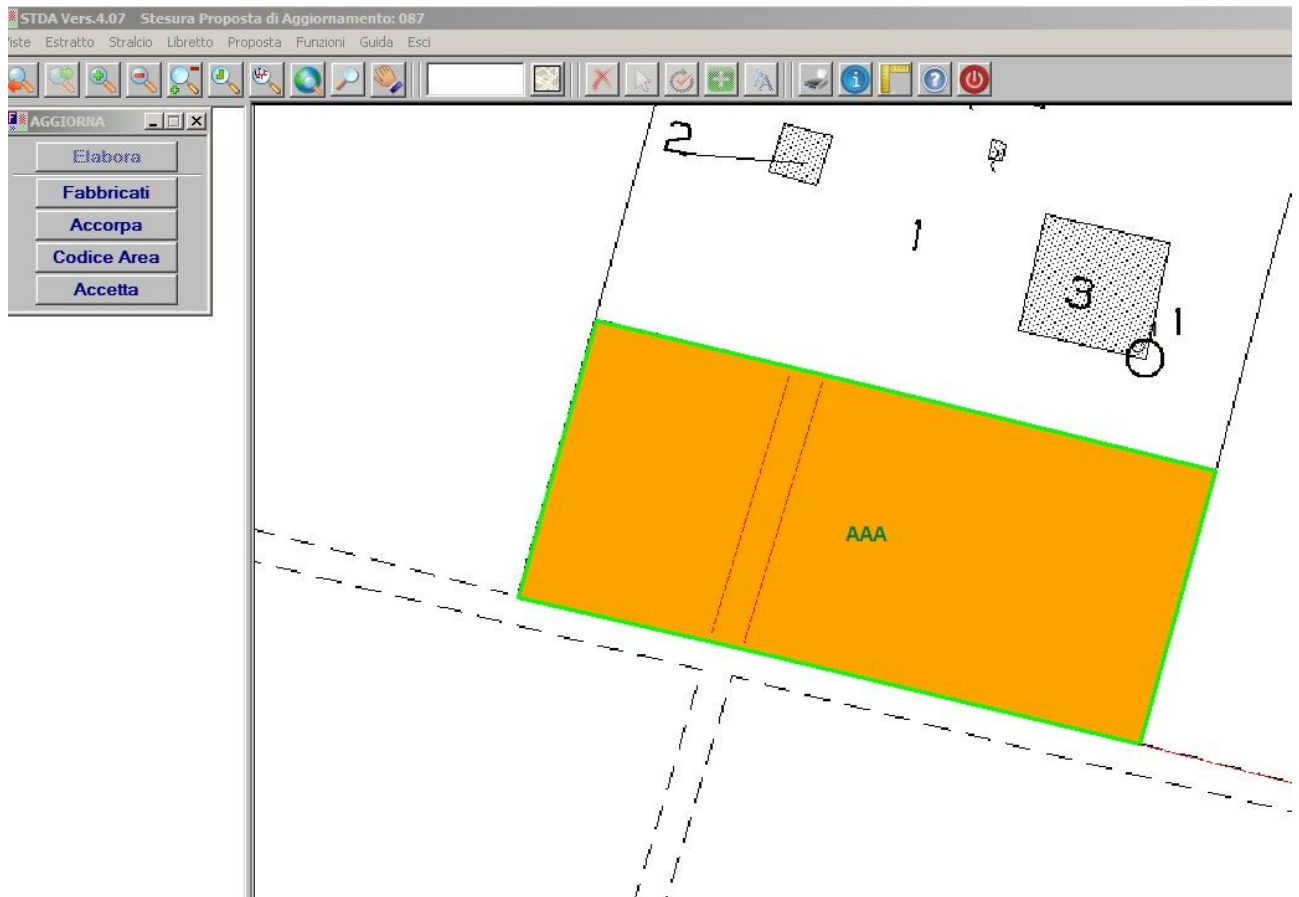 STDA Vers.4.07 Stesura Proposta di Aggiornamento: 087
Viste Estratto Stralcio Libretto Proposta Funzioni Guida Esci
AGGIORNA
Elabora
Fabbricati
Accorpa
Codice Area
Accetta
2
1
3
1
AAA